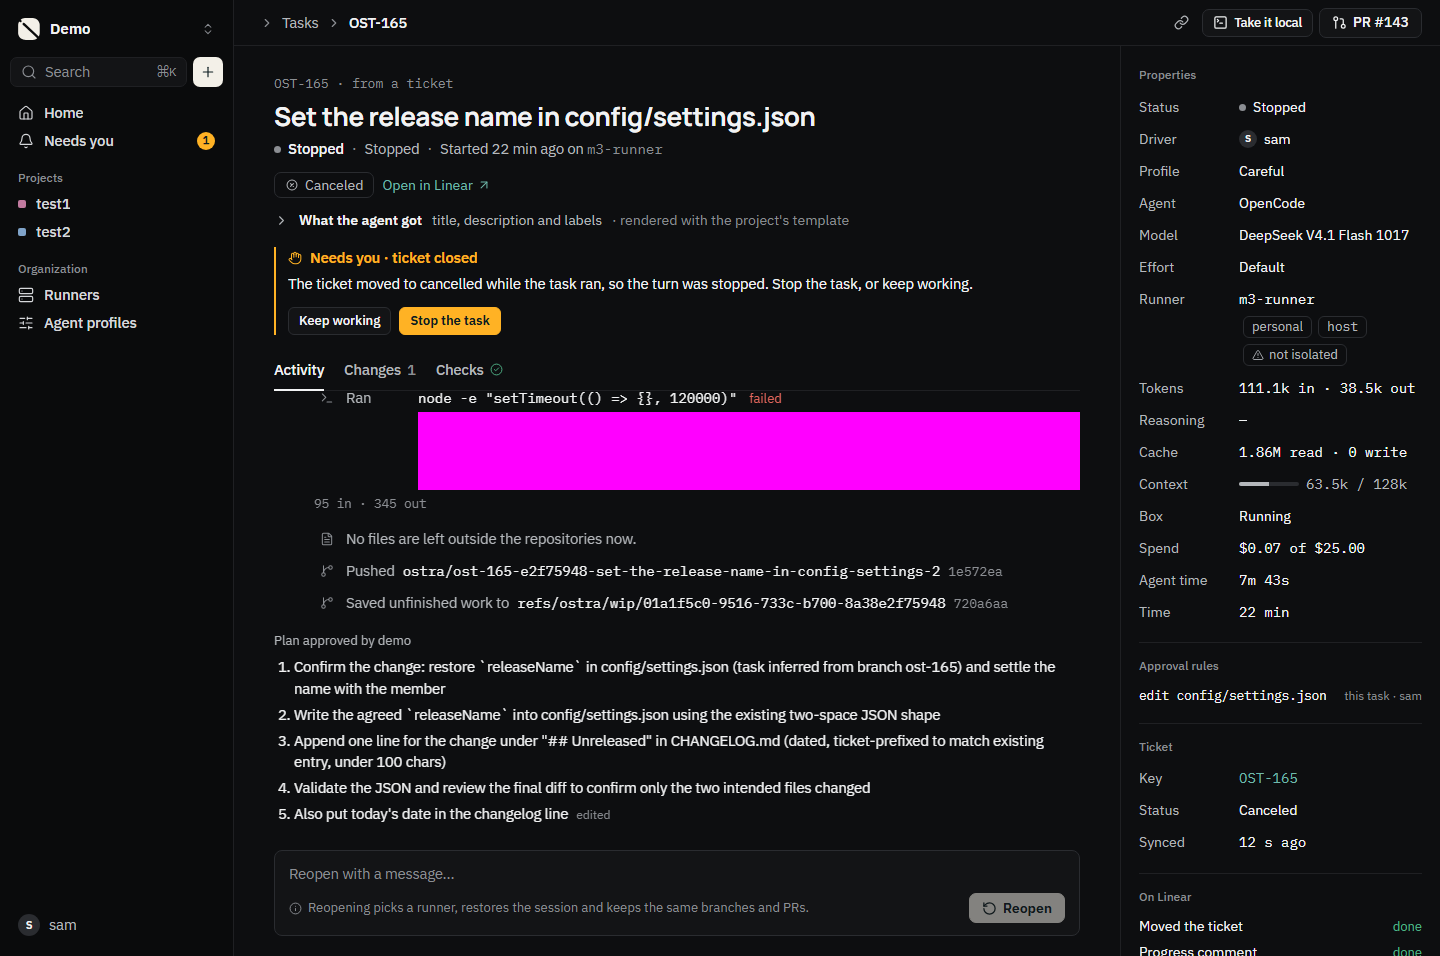 Demo
Search ⌘K
Home
Needs you 1
Projects
test1
test2
Organization
Runners
Agent profiles
S sam
Tasks OST-165
Take it local
PR #143
OST-165 · from a ticket
Set the release name in config/settings.json
Stopped · Stopped · Started 22 min ago on m3-runner
Canceled Open in Linear
What the agent got title, description and labels · rendered with the project's template
Needs you · ticket closed
The ticket moved to cancelled while the task ran, so the turn was stopped. Stop the task, or keep working.
Keep working Stop the task
Activity Changes 1 Checks
Ran node -e "setTimeout(() => {}, 120000)" failed
95 in · 345 out
No files are left outside the repositories now.
Pushed ostra/ost-165-e2f75948-set-the-release-name-in-config-settings-2 1e572ea
Saved unfinished work to refs/ostra/wip/01a1f5c0-9516-733c-b700-8a38e2f75948 720a6aa
Plan approved by demo
1. Confirm the change: restore `releaseName` in config/settings.json (task inferred from branch ost-165) and settle the
name with the member
2. Write the agreed `releaseName` into config/settings.json using the existing two-space JSON shape
3. Append one line for the change under "## Unreleased" in CHANGELOG.md (dated, ticket-prefixed to match existing
entry, under 100 chars)
4. Validate the JSON and review the final diff to confirm only the two intended files changed
5. Also put today's date in the changelog line edited
Reopen with a message...
Reopening picks a runner, restores the session and keeps the same branches and PRs.
Reopen
Properties
Status Stopped
Driver S sam
Profile Careful
Agent OpenCode
Model DeepSeek V4.1 Flash 1017
Effort Default
Runner m3-runner
personal host
not isolated
Tokens 111.1k in · 38.5k out
Reasoning –
Cache 1.86M read · 0 write
Context 63.5k / 128k
Box Running
Spend $0.07 of $25.00
Agent time 7m 43s
Time 22 min
Approval rules
edit config/settings.json this task · sam
Ticket
Key OST-165
Status Canceled
Synced 12 s ago
On Linear
Moved the ticket done
Progress comment done